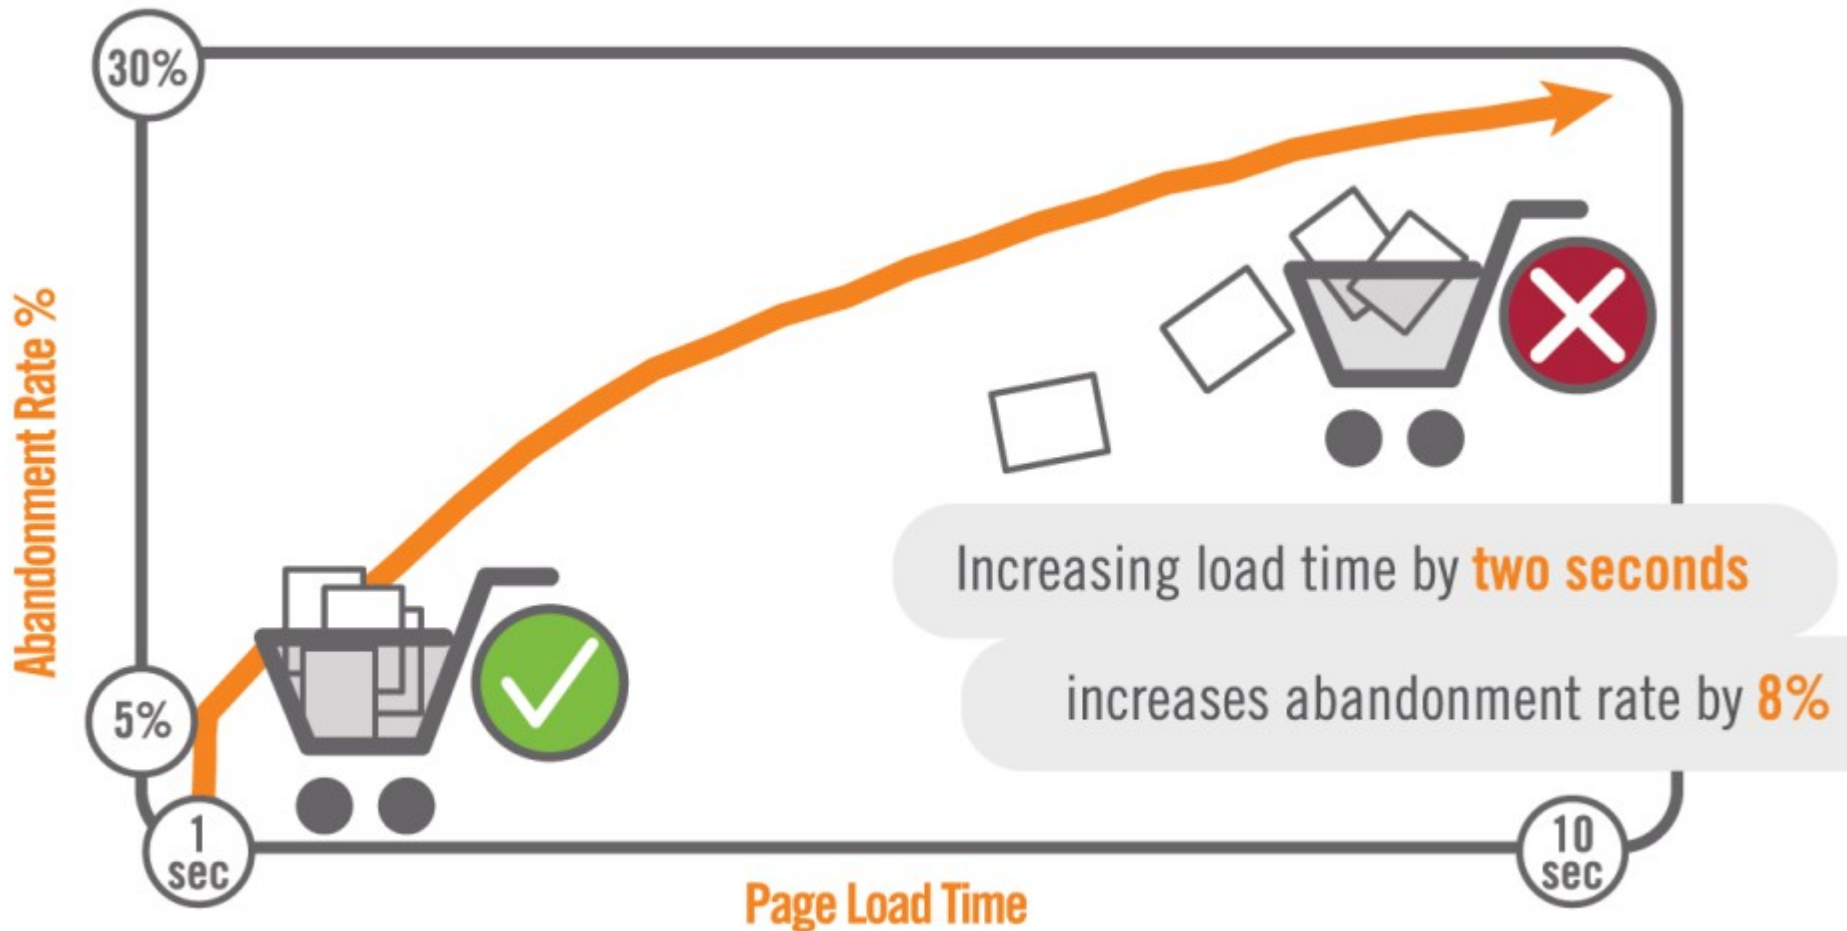 30%
Abandonment Rate %
5%
Increasing load time by two seconds
increases abandonment rate by 8%
1
sec
10
sec
Page Load Time